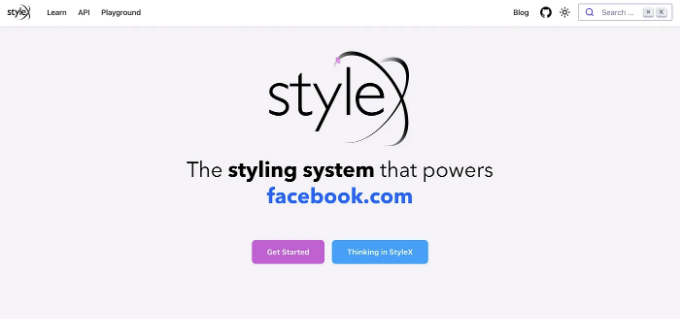 styleX Learn API Playground Blog Search ... ⌘ K
styleX
The styling system that powers
facebook.com
Get Started Thinking in StyleX